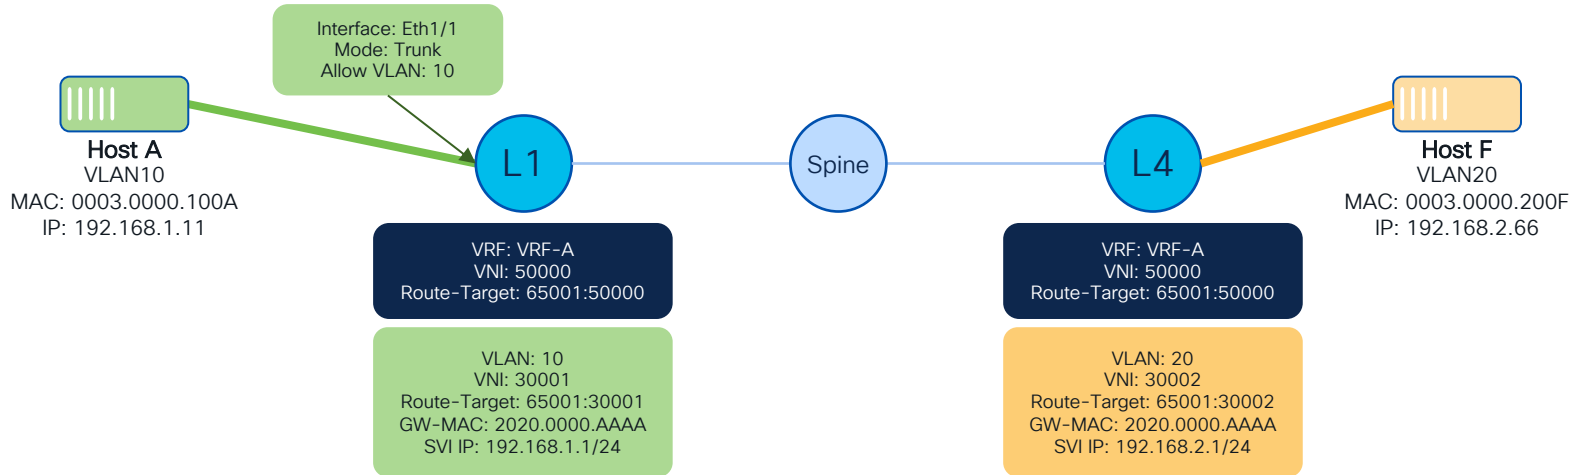 Interface: Eth1/1
Mode: Trunk
Allow VLAN: 10
Host A
VLAN10
MAC: 0003.0000.100A
IP: 192.168.1.11
L1
Spine
L4
Host F
VLAN20
MAC: 0003.0000.200F
IP: 192.168.2.66
VRF: VRF-A
VNI: 50000
Route-Target: 65001:50000
VLAN: 10
VNI: 30001
Route-Target: 65001:30001
GW-MAC: 2020.0000.AAAA
SVI IP: 192.168.1.1/24
VRF: VRF-A
VNI: 50000
Route-Target: 65001:50000
VLAN: 20
VNI: 30002
Route-Target: 65001:30002
GW-MAC: 2020.0000.AAAA
SVI IP: 192.168.2.1/24